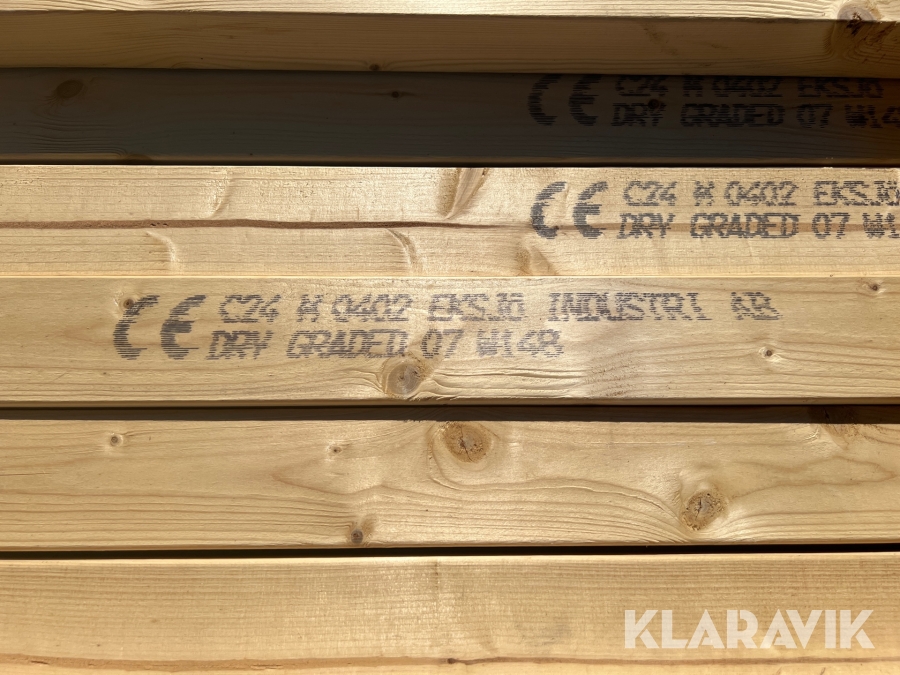 CE C24 M 0402 EKSJÖ
DRY GRADED 07 W148
CE C24 M 0402 EKSJÖ
DRY GRADED 07 W1
CE C24 M 0402 EKSJÖ INDUSTRI AB
DRY GRADED 07 W148
KLARAVIK